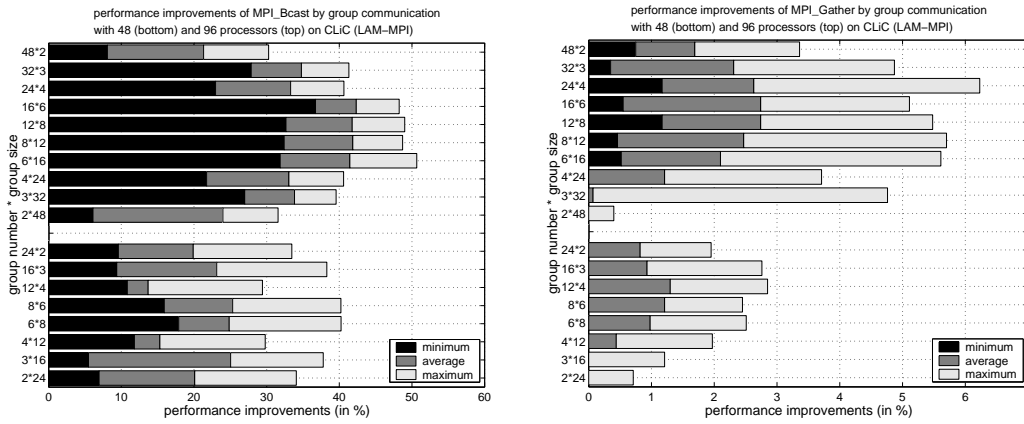 performance improvements of MPI_Bcast by group communication
with 48 (bottom) and 96 processors (top) on CLiC (LAM−MPI)
group number * group size
48*2
32*3
24*4
16*6
12*8
8*12
6*16
4*24
3*32
2*48
24*2
16*3
12*4
8*6
6*8
4*12
3*16
2*24
minimum
average
maximum
0 10 20 30 40 50 60
performance improvements (in %)
performance improvements of MPI_Gather by group communication
with 48 (bottom) and 96 processors (top) on CLiC (LAM−MPI)
group number * group size
48*2
32*3
24*4
16*6
12*8
8*12
6*16
4*24
3*32
2*48
24*2
16*3
12*4
8*6
6*8
4*12
3*16
2*24
minimum
average
maximum
0 1 2 3 4 5 6
performance improvements (in %)